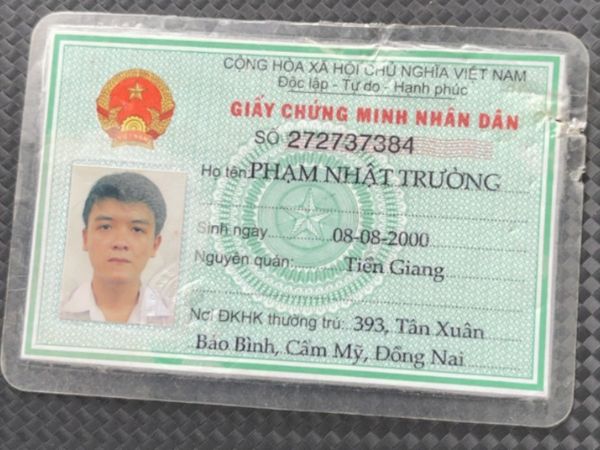 CỘNG HÒA XÃ HỘI CHỦ NGHĨA VIỆT NAM
Độc lập - Tự do - Hạnh phúc
GIẤY CHỨNG MINH NHÂN DÂN
SỐ 272737384
Họ tên PHẠM NHẬT TRƯỜNG
Sinh ngày 08-08-2000
Nguyên quán: Tiền Giang
Nơi ĐKHK thường trú: 393, Tân Xuân
Bảo Bình, Cẩm Mỹ, Đồng Nai